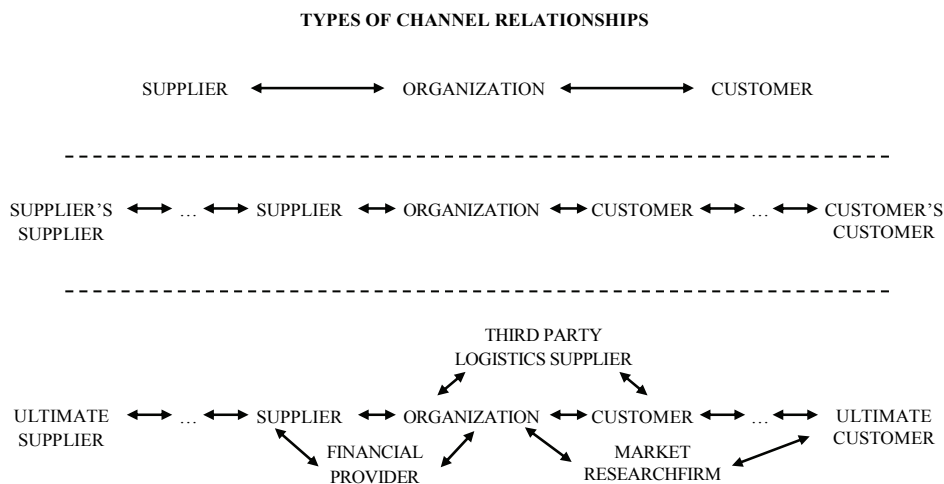 TYPES OF CHANNEL RELATIONSHIPS
SUPPLIER ORGANIZATION CUSTOMER
SUPPLIER'S SUPPLIER … SUPPLIER ORGANIZATION CUSTOMER … CUSTOMER'S CUSTOMER
THIRD PARTY
LOGISTICS SUPPLIER
ULTIMATE SUPPLIER … SUPPLIER ORGANIZATION CUSTOMER … ULTIMATE CUSTOMER
FINANCIAL PROVIDER
MARKET RESEARCHFIRM